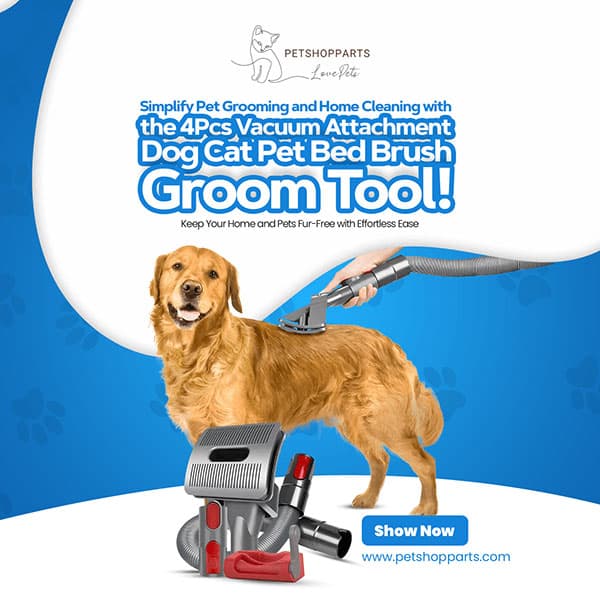 PETSHOPPARTS
Love Pets
Simplify Pet Grooming and Home Cleaning with
the 4Pcs Vacuum Attachment
Dog Cat Pet Bed Brush
Groom Tool!
Keep Your Home and Pets Fur-Free with Effortless Ease
Show Now
www.petshopparts.com